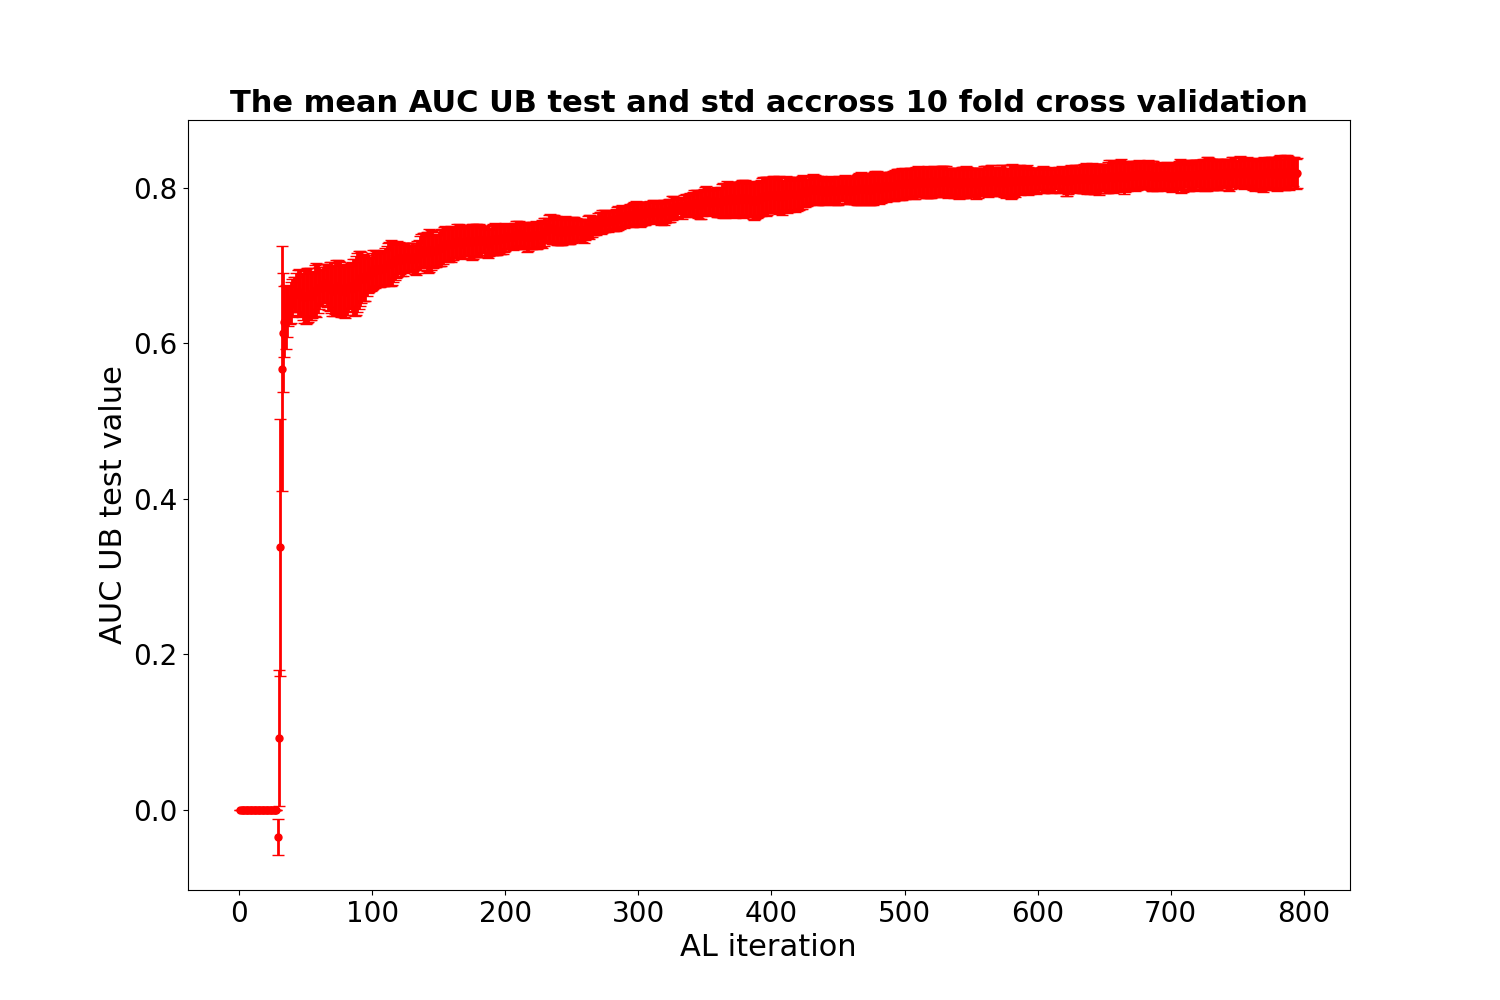 The mean AUC UB test and std accross 10 fold cross validation
0.8
0.6
0.4
0.2
0.0
AUC UB test value
0 100 200 300 400 500 600 700 800
AL iteration